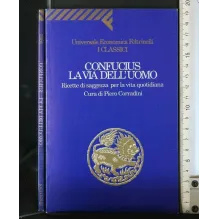 FELTRINELLI
Universale Economica Feltrinelli
I CLASSICI
CONFUCIUS
LA VIA DELL'UOMO
Ricette di saggezza per la vita quotidiana
Cura di Piero Corradini